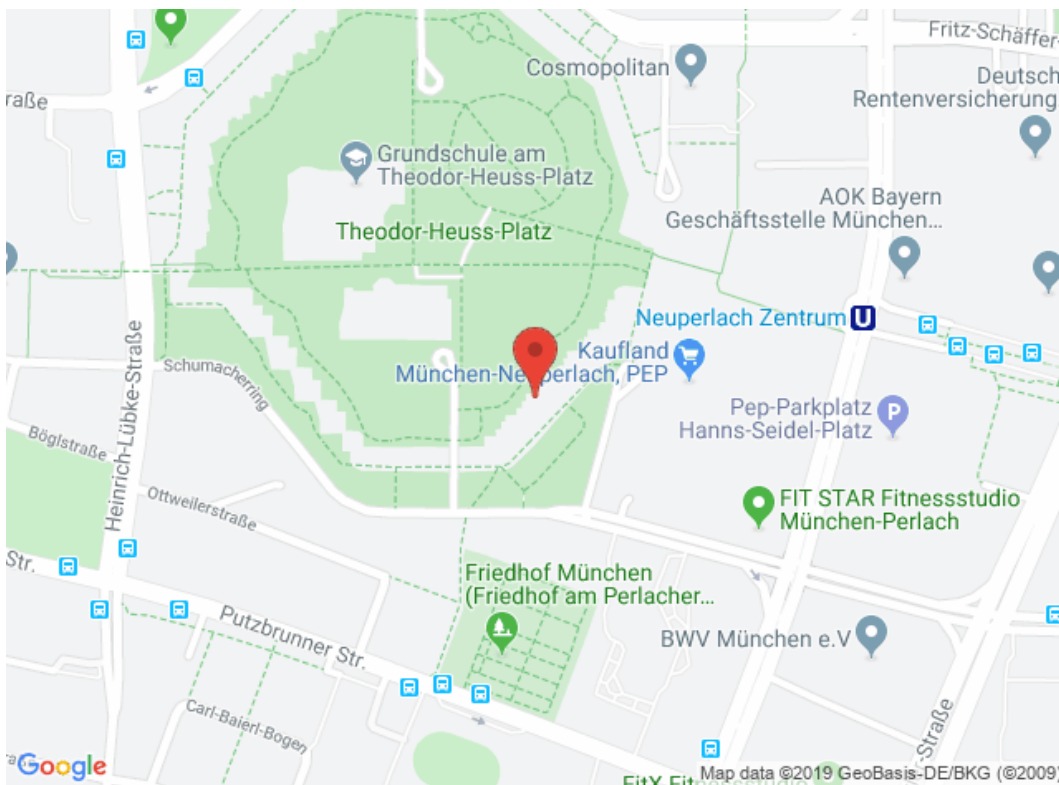 Fritz-Schäffer-
Cosmopolitan
Deutsch
Rentenversicherung
raße
Grundschule am
Theodor-Heuss-Platz
AOK Bayern
Geschäftsstelle München...
Theodor-Heuss-Platz
Neuperlach Zentrum
U
Kaufland
München-Neuperlach, PEP
Heinrich-Lübke-Straße
Schumacherring
Pep-Parkplatz
Hanns-Seidel-Platz
P
Böglstraße
Ottweilerstraße
FIT STAR Fitnessstudio
München-Perlach
Str.
Friedhof München
(Friedhof am Perlacher...
Putzbrunner Str.
BWV München e.V
Carl-Baierl-Bogen
-Straße
Google
Map data ©2019 GeoBasis-DE/BKG (©2009)